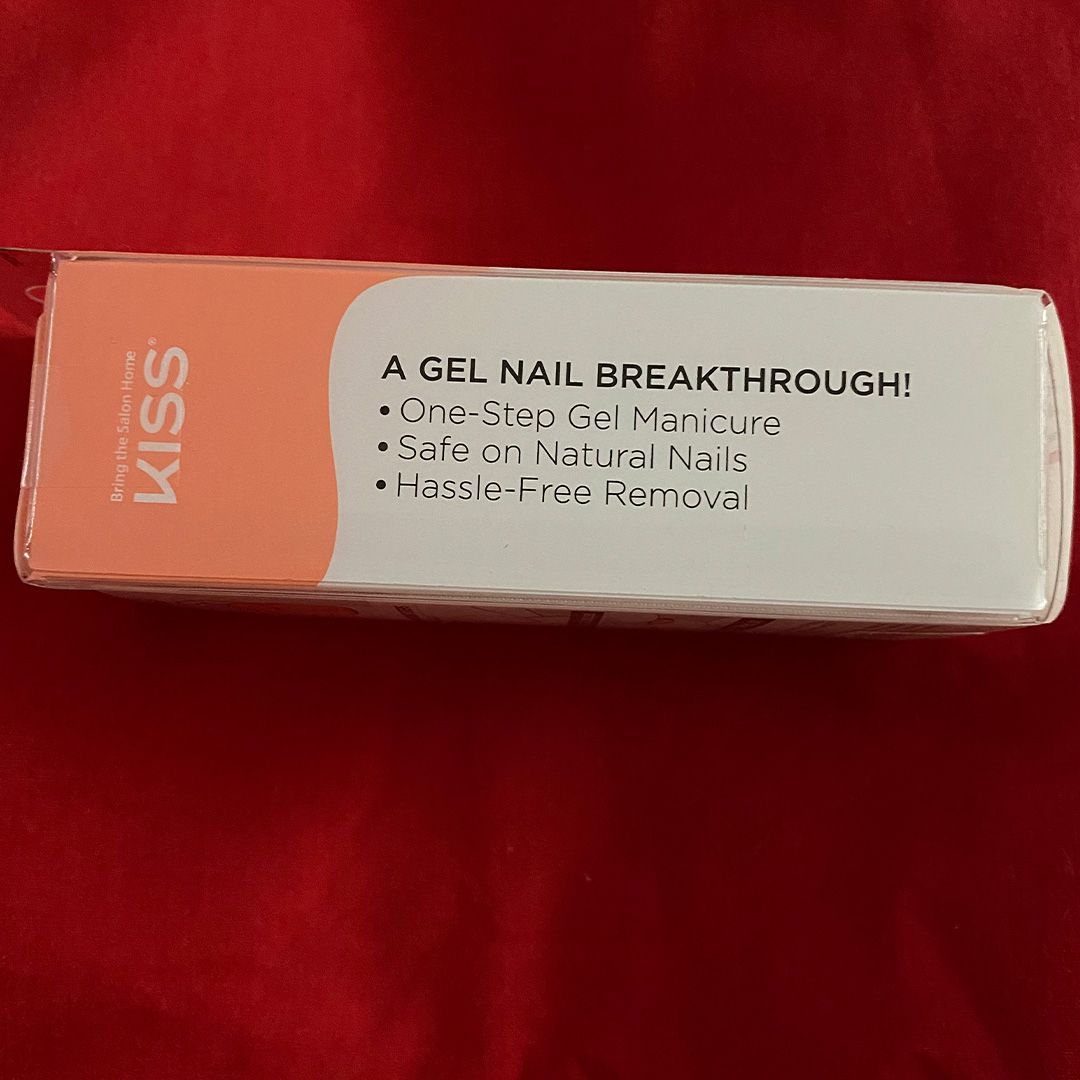 Bring the Salon Home
KISS®
A GEL NAIL BREAKTHROUGH!
• One-Step Gel Manicure
• Safe on Natural Nails
• Hassle-Free Removal